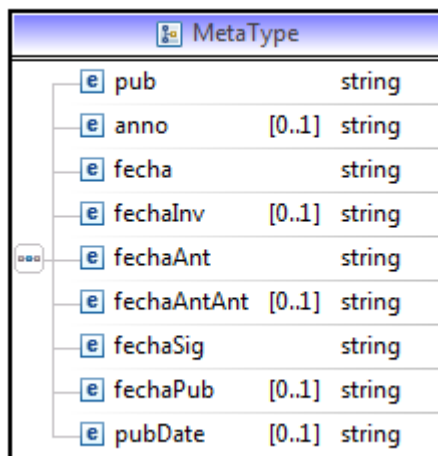 MetaType
e pub string
e anno [0..1] string
e fecha string
e fechaInv [0..1] string
e fechaAnt string
e fechaAntAnt [0..1] string
e fechaSig string
e fechaPub [0..1] string
e pubDate [0..1] string